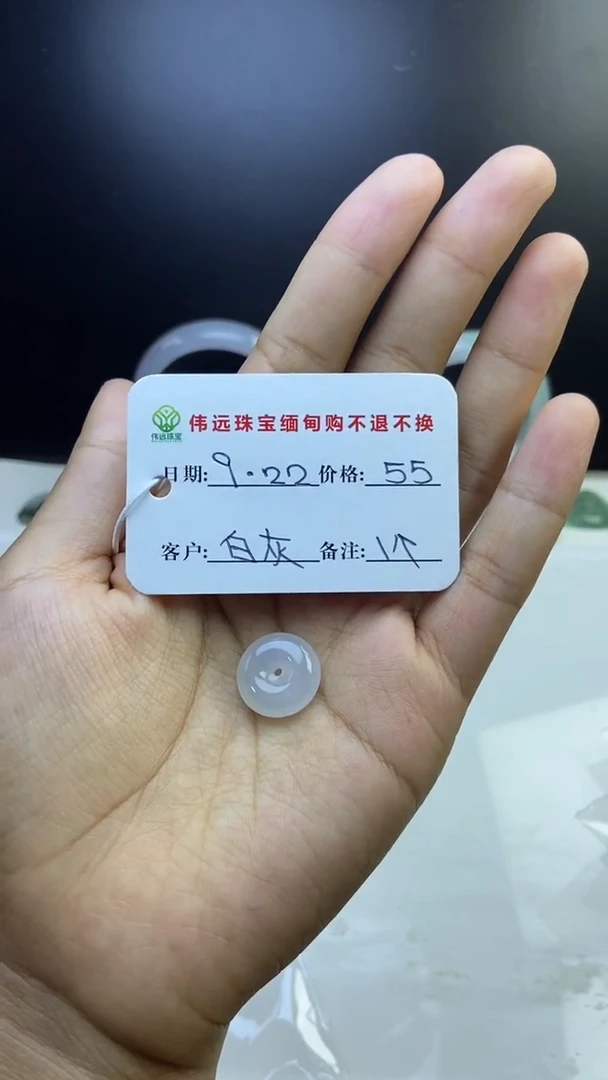 伟远珠宝缅甸购不退不换
伟远珠宝
日期: 9.22 价格: 55
客户: 白灰 备注: 1个